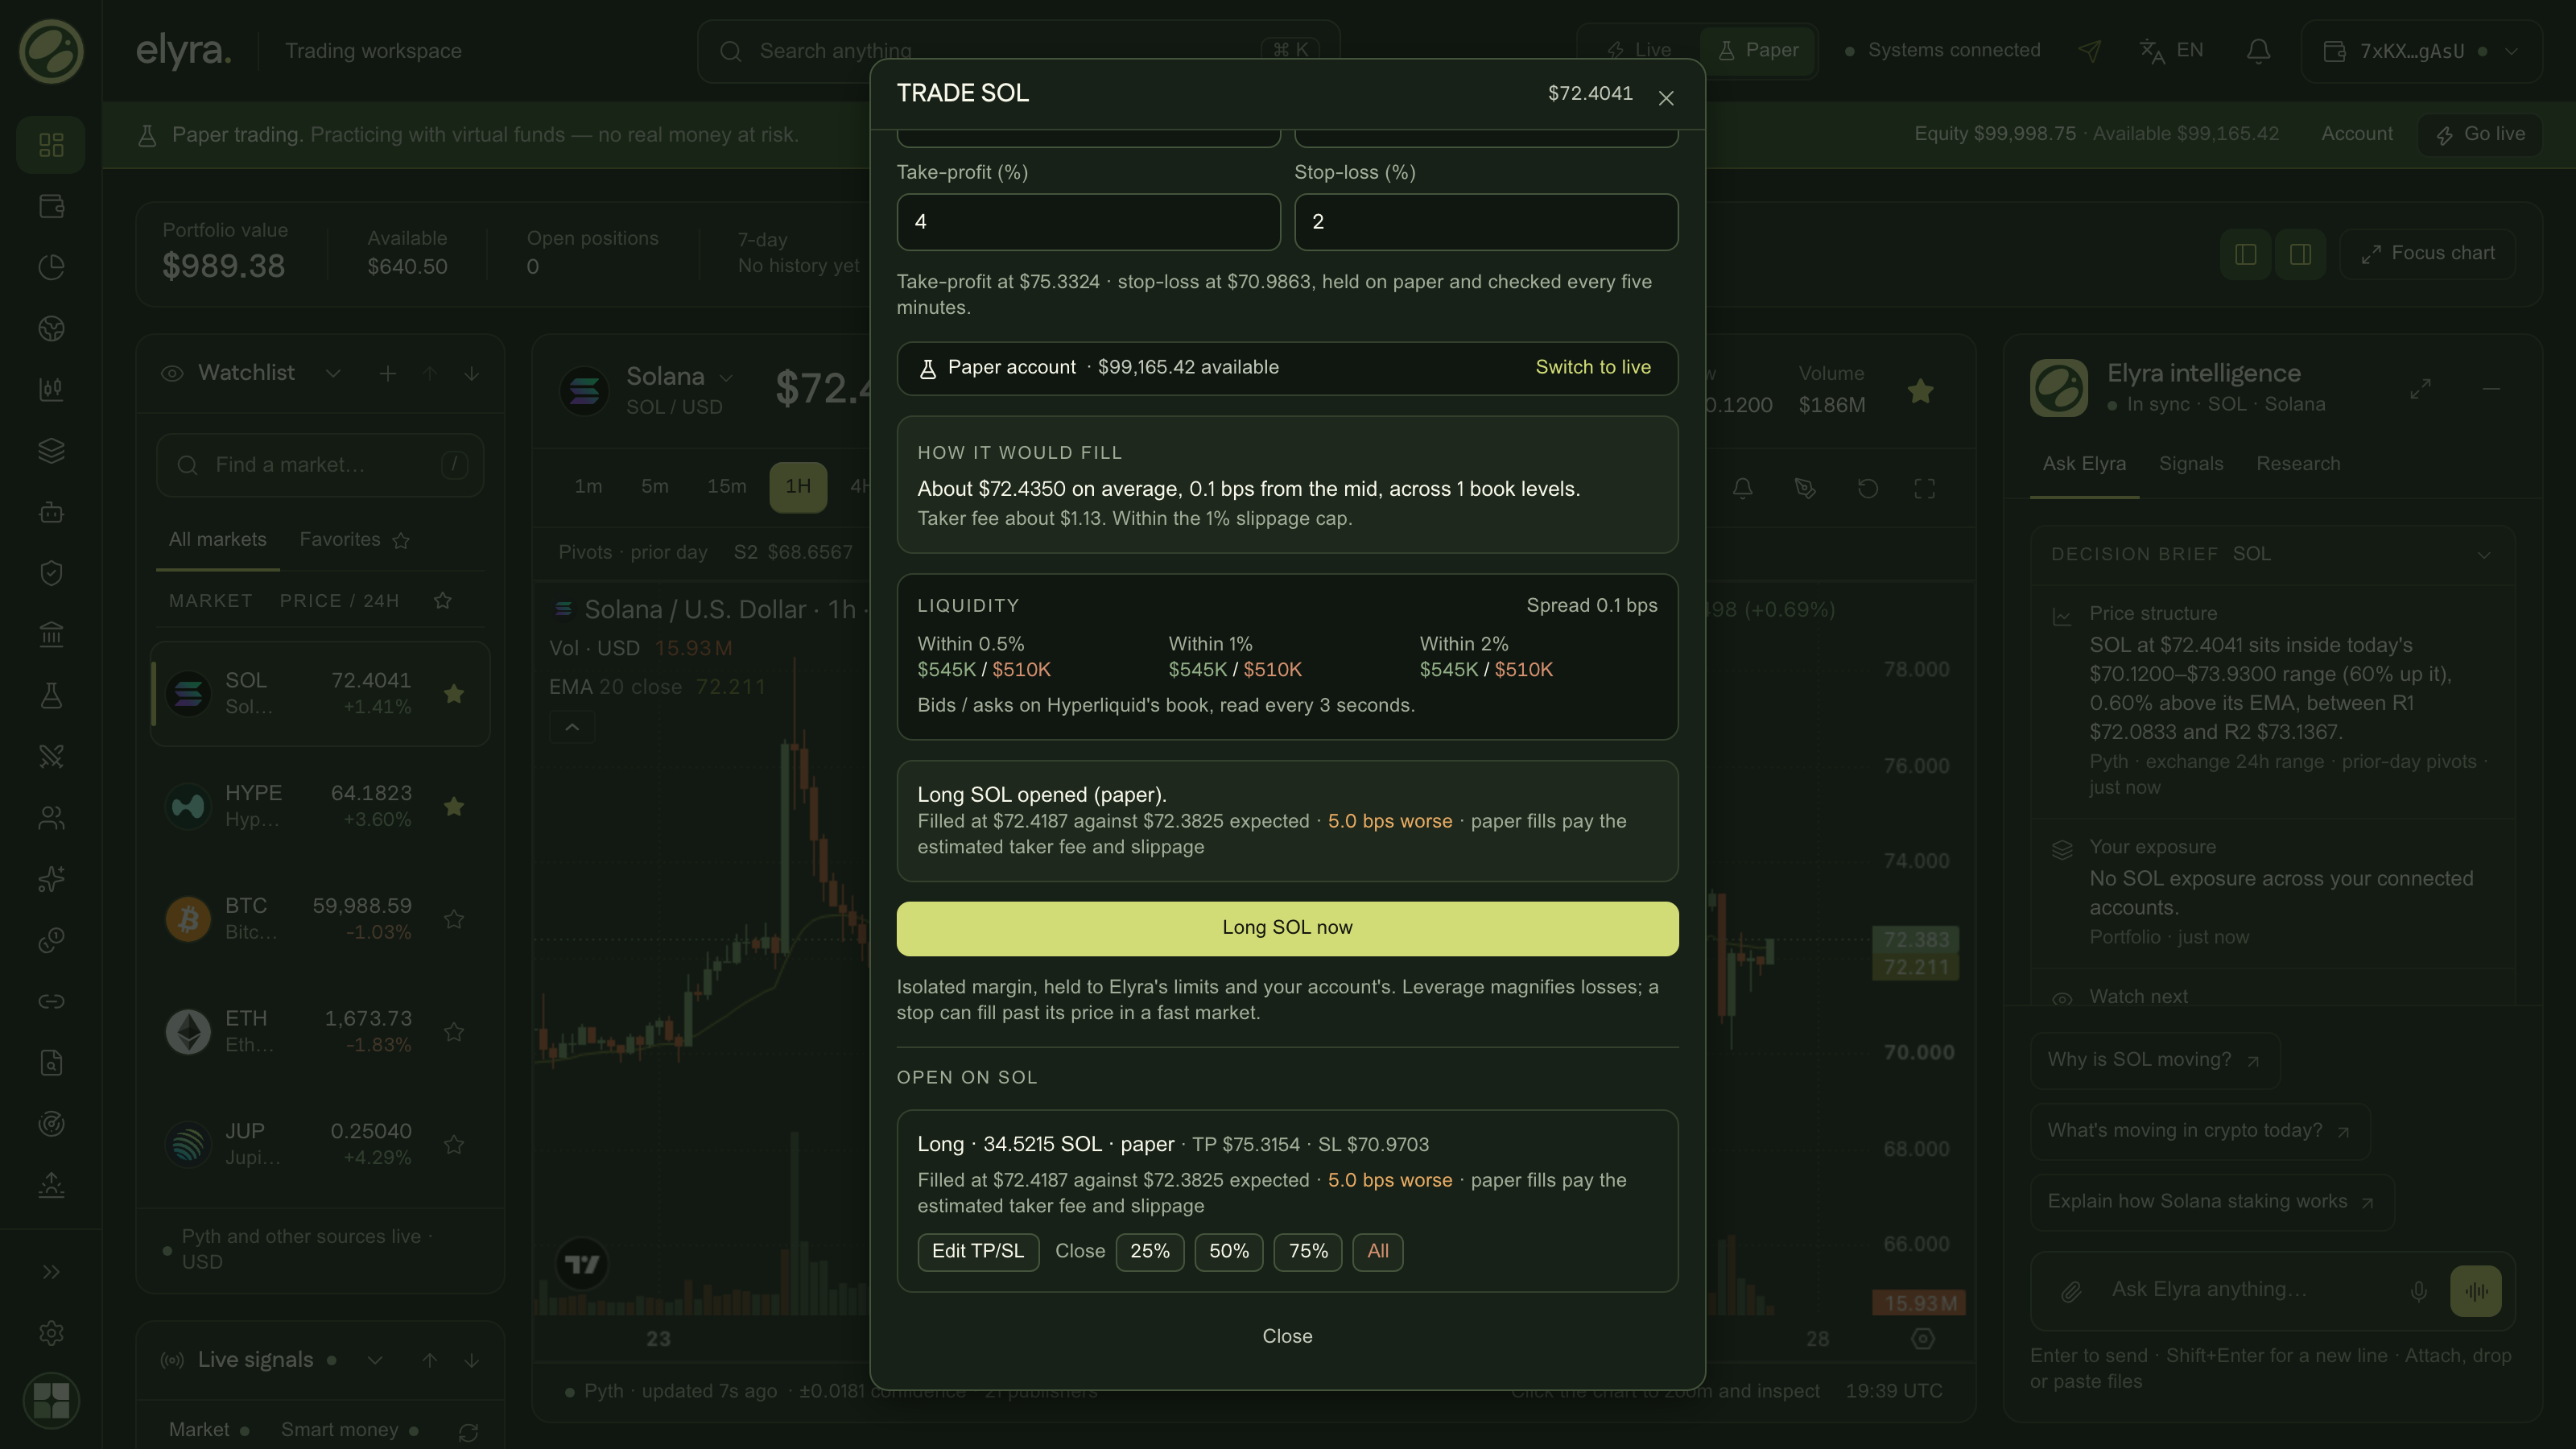 elyra.
Trading workspace
Search anything
⌘ K
Live
Paper
Systems connected
EN
7xKX...gAsU
Paper trading. Practicing with virtual funds — no real money at risk.
Equity $99,998.75 · Available $99,165.42
Account
Go live
Portfolio value
$989.38
Available
$640.50
Open positions
0
7-day
No history yet
Focus chart
Watchlist
Find a market...
/
All markets
Favorites
MARKET
PRICE / 24H
SOL
72.4041
Sol...
+1.41%
HYPE
64.1823
Hyp...
+3.60%
BTC
59,988.59
Bitc...
-1.03%
ETH
1,673.73
Eth...
-1.83%
JUP
0.25040
Jupi...
+4.29%
Pyth and other sources live ·
USD
Live signals
Market
Smart money
Solana
SOL / USD
$72.4
1m
5m
15m
1H
4H
Pivots · prior day
S2 $68.6567
Solana / U.S. Dollar · 1h ·
Vol · USD 15.93 M
EMA 20 close 72.211
23
Pyth · updated 7s ago · ±0.0181 confidence
21 publishers
TRADE SOL
$72.4041
Take-profit (%)
Stop-loss (%)
4
2
Take-profit at $75.3324 · stop-loss at $70.9863, held on paper and checked every five
minutes.
Paper account · $99,165.42 available
Switch to live
HOW IT WOULD FILL
About $72.4350 on average, 0.1 bps from the mid, across 1 book levels.
Taker fee about $1.13. Within the 1% slippage cap.
LIQUIDITY
Spread 0.1 bps
Within 0.5%
Within 1%
Within 2%
$545K / $510K
$545K / $510K
$545K / $510K
Bids / asks on Hyperliquid's book, read every 3 seconds.
Long SOL opened (paper).
Filled at $72.4187 against $72.3825 expected · 5.0 bps worse · paper fills pay the
estimated taker fee and slippage
Long SOL now
Isolated margin, held to Elyra's limits and your account's. Leverage magnifies losses; a
stop can fill past its price in a fast market.
OPEN ON SOL
Long · 34.5215 SOL · paper · TP $75.3154 · SL $70.9703
Filled at $72.4187 against $72.3825 expected · 5.0 bps worse · paper fills pay the
estimated taker fee and slippage
Edit TP/SL
Close
25%
50%
75%
All
Close
Volume
0.1200
$186M
(+0.69%)
78.000
76.000
74.000
72.383
72.211
70.000
68.000
66.000
15.93 M
28
Click the chart to zoom and inspect
19:39 UTC
Elyra intelligence
In sync · SOL · Solana
Ask Elyra
Signals
Research
DECISION BRIEF SOL
Price structure
SOL at $72.4041 sits inside today's
$70.1200–$73.9300 range (60% up it),
0.60% above its EMA, between R1
$72.0833 and R2 $73.1367.
Pyth · exchange 24h range · prior-day pivots ·
just now
Your exposure
No SOL exposure across your connected
accounts.
Portfolio · just now
Watch next
Why is SOL moving?
What's moving in crypto today?
Explain how Solana staking works
Ask Elyra anything...
Enter to send · Shift+Enter for a new line · Attach, drop
or paste files